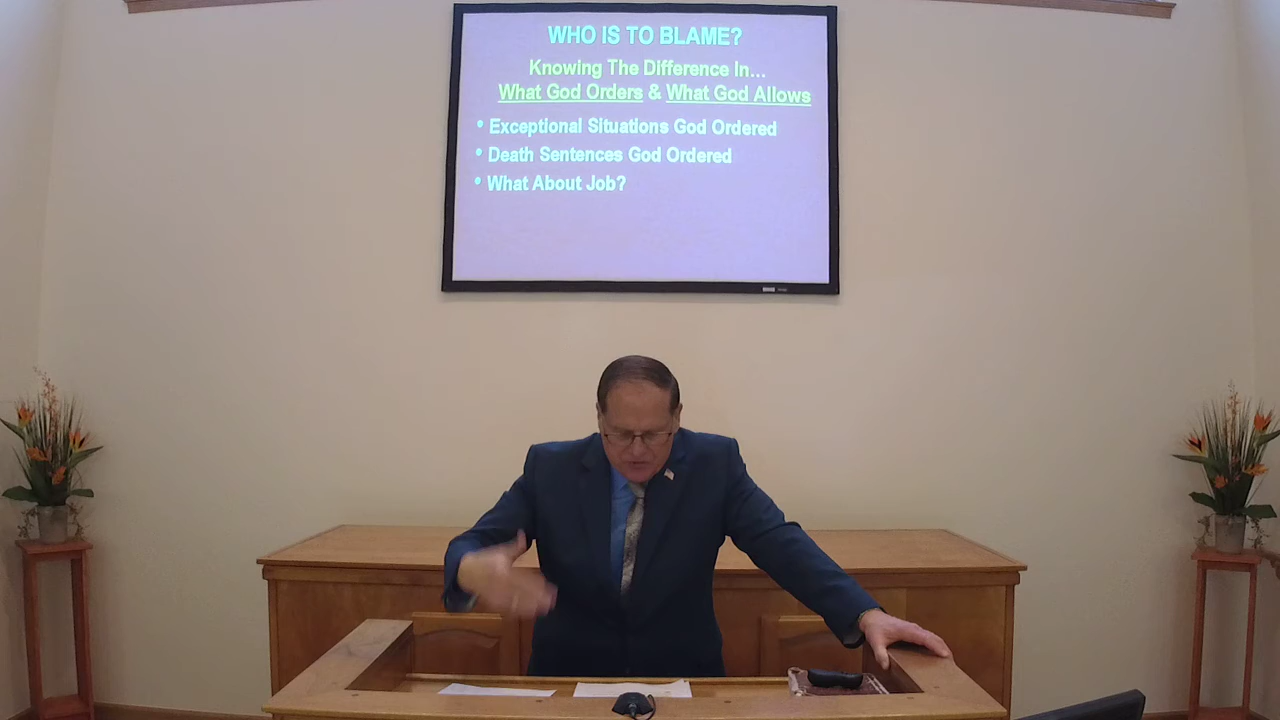 WHO IS TO BLAME?
Knowing The Difference In...
What God Orders & What God Allows
• Exceptional Situations God Ordered
• Death Sentences God Ordered
• What About Job?